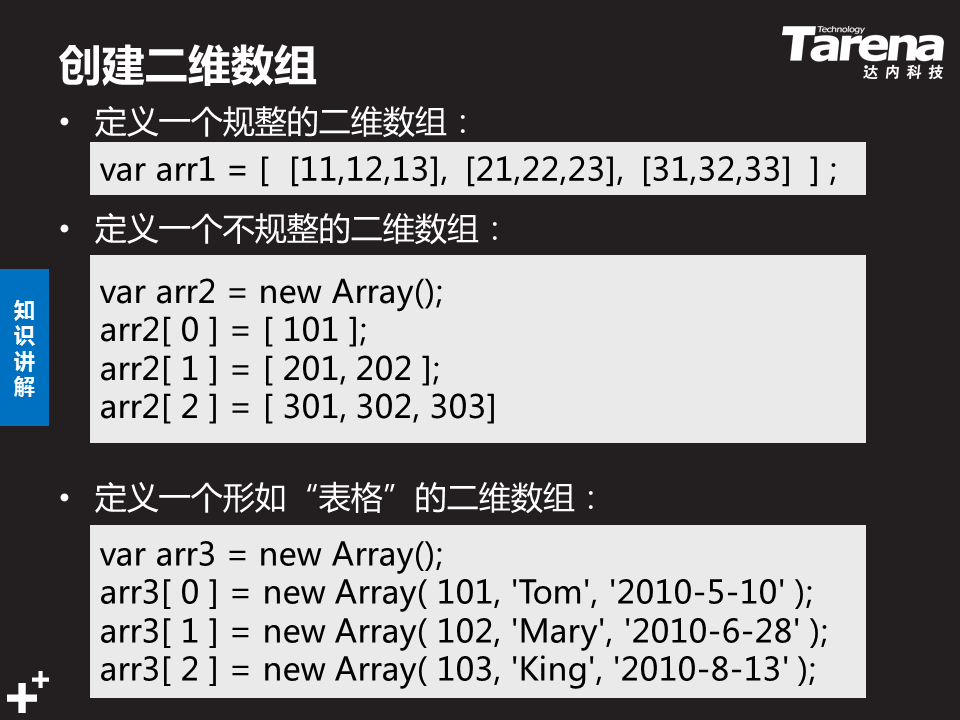 创建二维数组
Technology
Tarena
达内科技
• 定义一个规整的二维数组：
var arr1 = [ [11,12,13], [21,22,23], [31,32,33] ] ;
• 定义一个不规整的二维数组：
var arr2 = new Array();
arr2[ 0 ] = [ 101 ];
arr2[ 1 ] = [ 201, 202 ];
arr2[ 2 ] = [ 301, 302, 303]
知识讲解
• 定义一个形如“表格”的二维数组：
var arr3 = new Array();
arr3[ 0 ] = new Array( 101, 'Tom', '2010-5-10' );
arr3[ 1 ] = new Array( 102, 'Mary', '2010-6-28' );
arr3[ 2 ] = new Array( 103, 'King', '2010-8-13' );